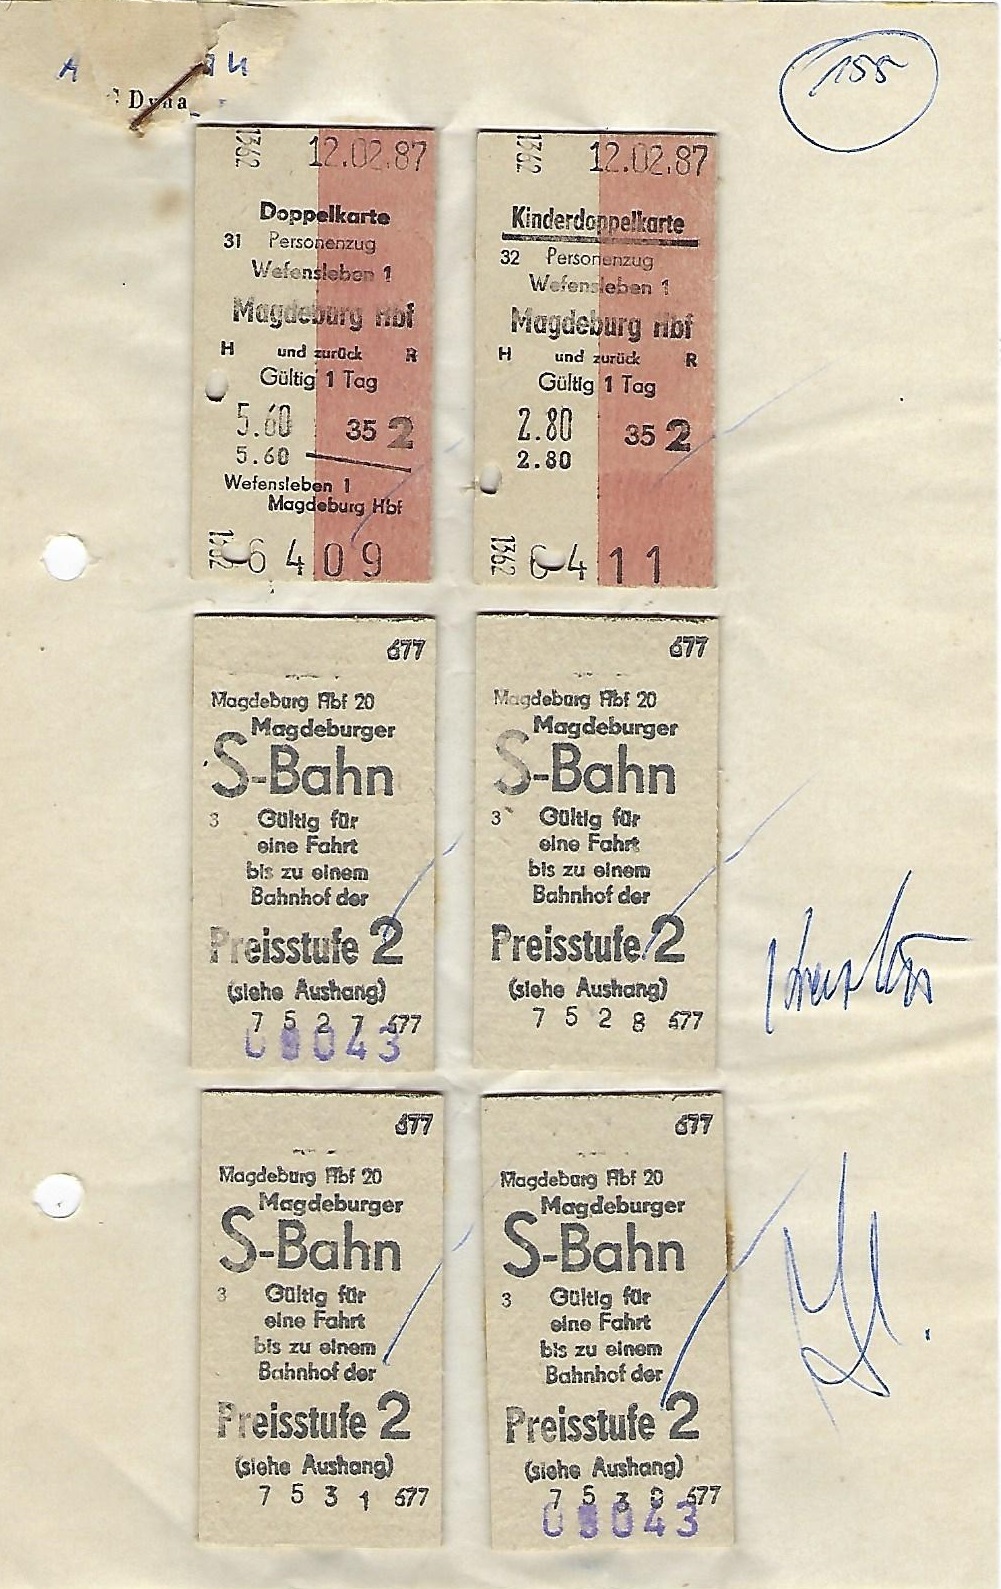 155
Dyna
1362
12.02.87
Doppelkarte
31 Personenzug
Wefensleben 1
Magdeburg Hbf
H und zurück R
Gültig 1 Tag
5.60 35 2
5.60
Wefensleben 1
Magdeburg Hbf
1362 6409
1362
12.02.87
Kinderdoppelkarte
32 Personenzug
Wefensleben 1
Magdeburg Hbf
H und zurück R
Gültig 1 Tag
2.80 35 2
2.80
1362 6411
677
Magdeburg Hbf 20
Magdeburger
S-Bahn
3 Gültig für
eine Fahrt
bis zu einem
Bahnhof der
Preisstufe 2
(siehe Aushang)
7527 677
677
Magdeburg Hbf 20
Magdeburger
S-Bahn
3 Gültig für
eine Fahrt
bis zu einem
Bahnhof der
Preisstufe 2
(siehe Aushang)
7528 677
677
Magdeburg Hbf 20
Magdeburger
S-Bahn
3 Gültig für
eine Fahrt
bis zu einem
Bahnhof der
Preisstufe 2
(siehe Aushang)
7531 677
677
Magdeburg Hbf 20
Magdeburger
S-Bahn
3 Gültig für
eine Fahrt
bis zu einem
Bahnhof der
Preisstufe 2
(siehe Aushang)
677